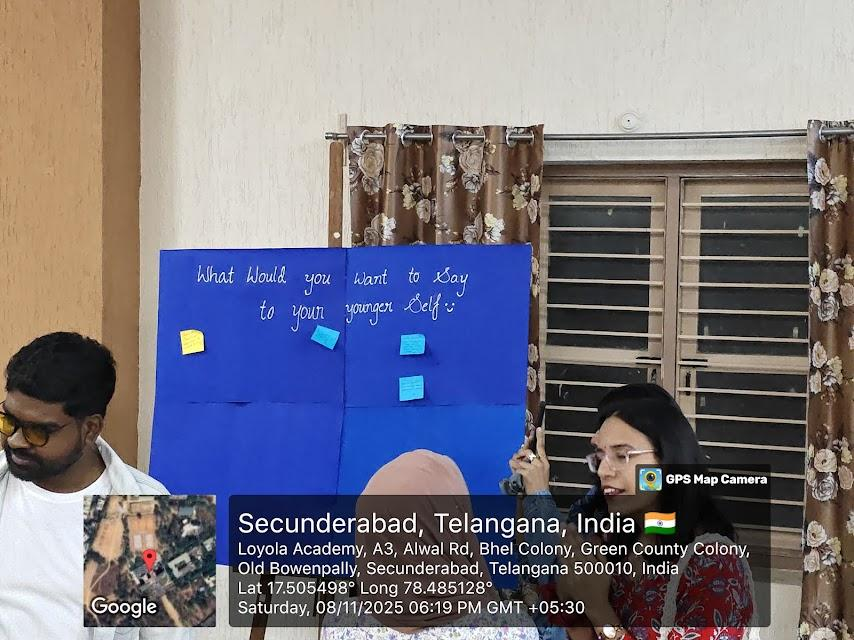 What Would you want to Say
to your younger Self
GPS Map Camera
Secunderabad, Telangana, India
Loyola Academy, A3, Alwal Rd, Bhel Colony, Green County Colony,
Old Bowenpally, Secunderabad, Telangana 500010, India
Lat 17.505498° Long 78.485128°
Saturday, 08/11/2025 06:19 PM GMT +05:30
Google